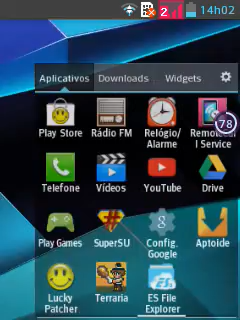 2 14h02
Aplicativos Downloads Widgets
78
Play Store Rádio FM Relógio/ Remote Cal
Alarme l Service
Telefone Vídeos YouTube Drive
Play Games SuperSU Config. Aptoide
Google
Lucky Terraria ES File
Patcher Explorer